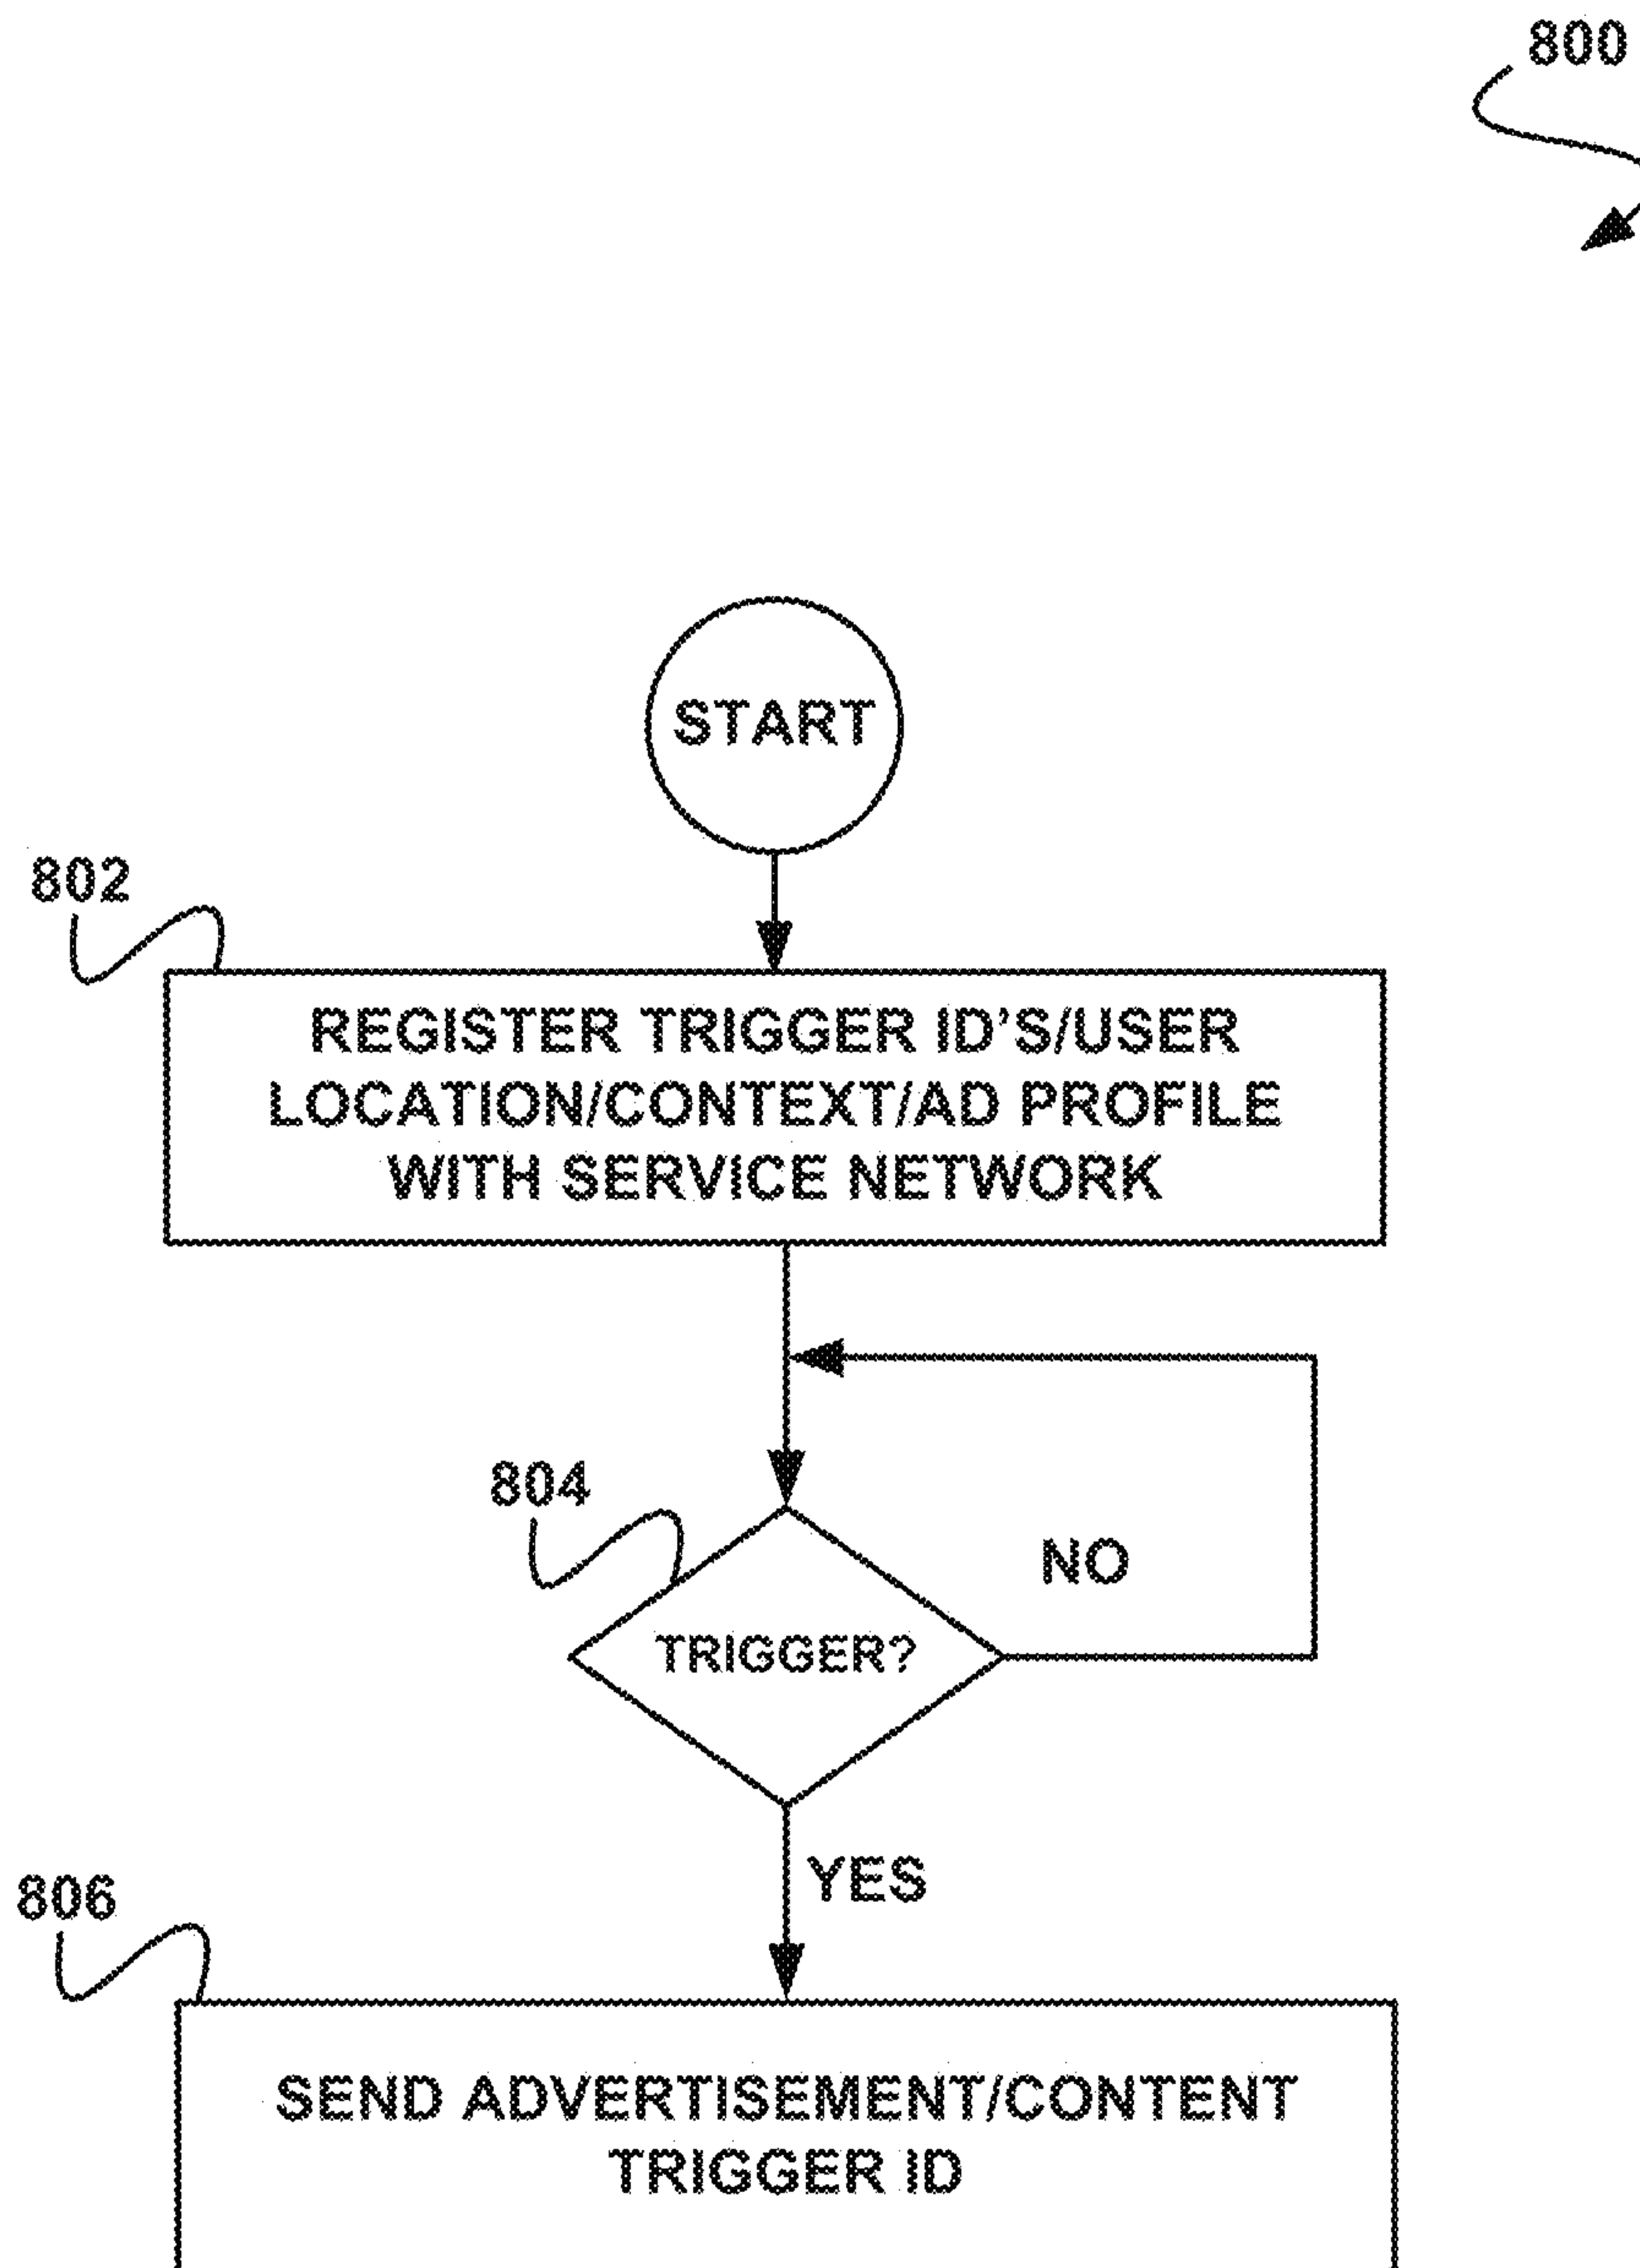 800
START
802
REGISTER TRIGGER ID'S/USER
LOCATION/CONTEXT/AD PROFILE
WITH SERVICE NETWORK
804
NO
TRIGGER?
YES
806
SEND ADVERTISEMENT/CONTENT
TRIGGER ID